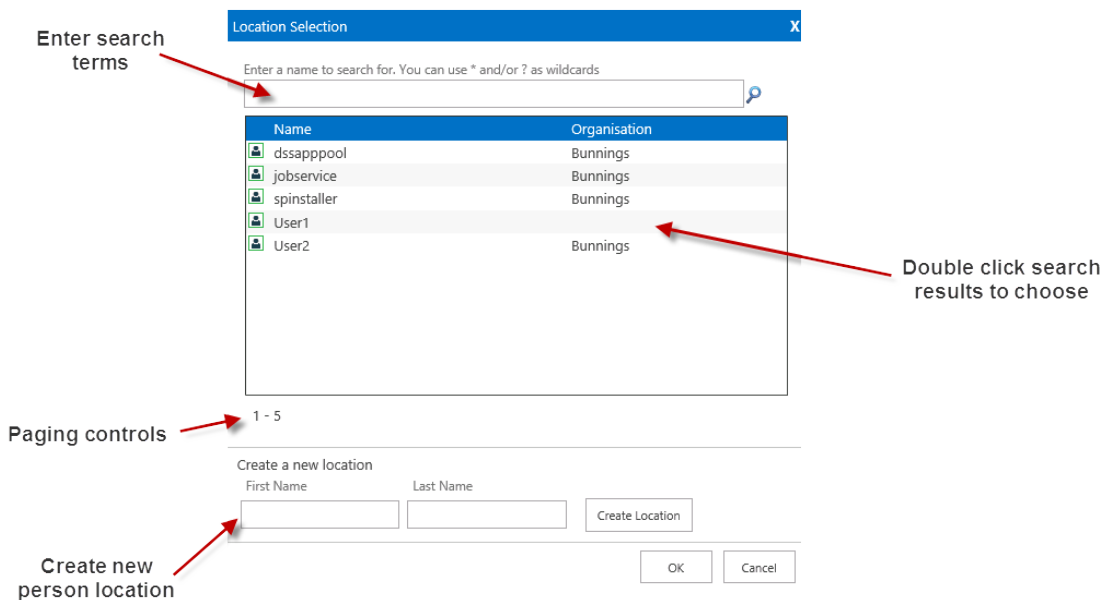 Location Selection X
Enter search
terms
Enter a name to search for. You can use * and/or ? as wildcards
Name Organisation
dssapppool Bunnings
jobservice Bunnings
spinstaller Bunnings
User1
User2 Bunnings
Double click search
results to choose
1 - 5
Paging controls
Create a new location
First Name Last Name
Create Location
Create new
person location
OK Cancel